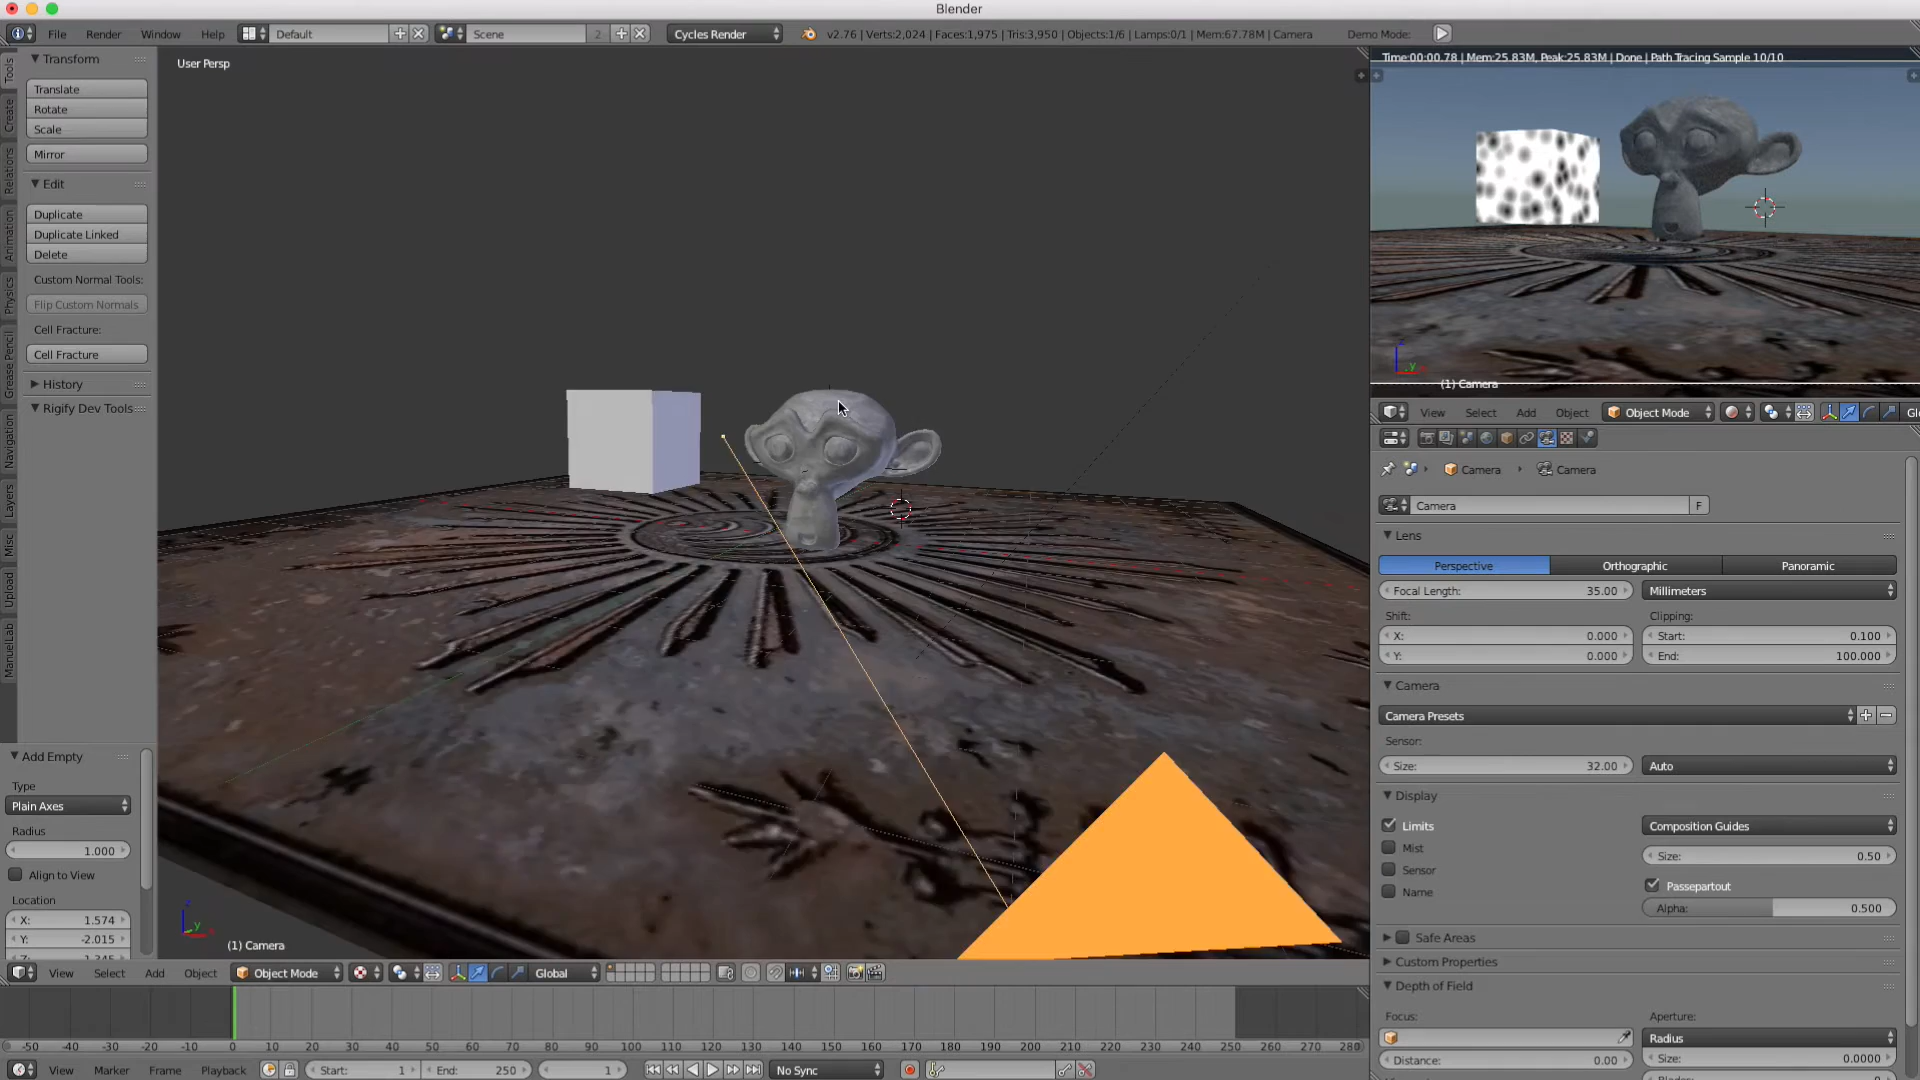 Blender
File Render Window Help Default Scene 2 Cycles Render v2.76 | Verts:2,024 | Faces:1,975 | Tris:3,950 | Objects:1/6 | Lamps:0/1 | Mem:67.78M | Camera Demo Mode:
Tools
Create
Relations
Animation
Physics
Grease Pencil
Navigation
Layers
Misc
Upload
ManuelLab
Transform
Translate
Rotate
Scale
Mirror
Edit
Duplicate
Duplicate Linked
Delete
Custom Normal Tools:
Flip Custom Normals
Cell Fracture:
Cell Fracture
History
Rigify Dev Tools
Add Empty
Type
Plain Axes
Radius
1.000
Align to View
Location
X: 1.574
Y: -2.015
User Persp
z
y
(1) Camera
View Select Add Object Object Mode Global
-50 -40 -30 -20 -10 0 10 20 30 40 50 60 70 80 90 100 110 120 130 140 150 160 170 180 190 200 210 220 230 240 250 260 270 280
View Marker Frame Playback Start: 1 End: 250 1 No Sync
Time:00:00.78 | Mem:25.83M, Peak:25.83M | Done | Path Tracing Sample 10/10
y
(1) Camera
View Select Add Object Object Mode
Camera Camera
Camera F
Lens
Perspective Orthographic Panoramic
Focal Length: 35.00 Millimeters
Shift: Clipping:
X: 0.000 Start: 0.100
Y: 0.000 End: 100.000
Camera
Camera Presets
Sensor:
Size: 32.00 Auto
Display
Limits Composition Guides
Mist Size: 0.50
Sensor Passepartout
Name Alpha: 0.500
Safe Areas
Custom Properties
Depth of Field
Focus: Aperture:
Radius
Distance: 0.00 Size: 0.0000